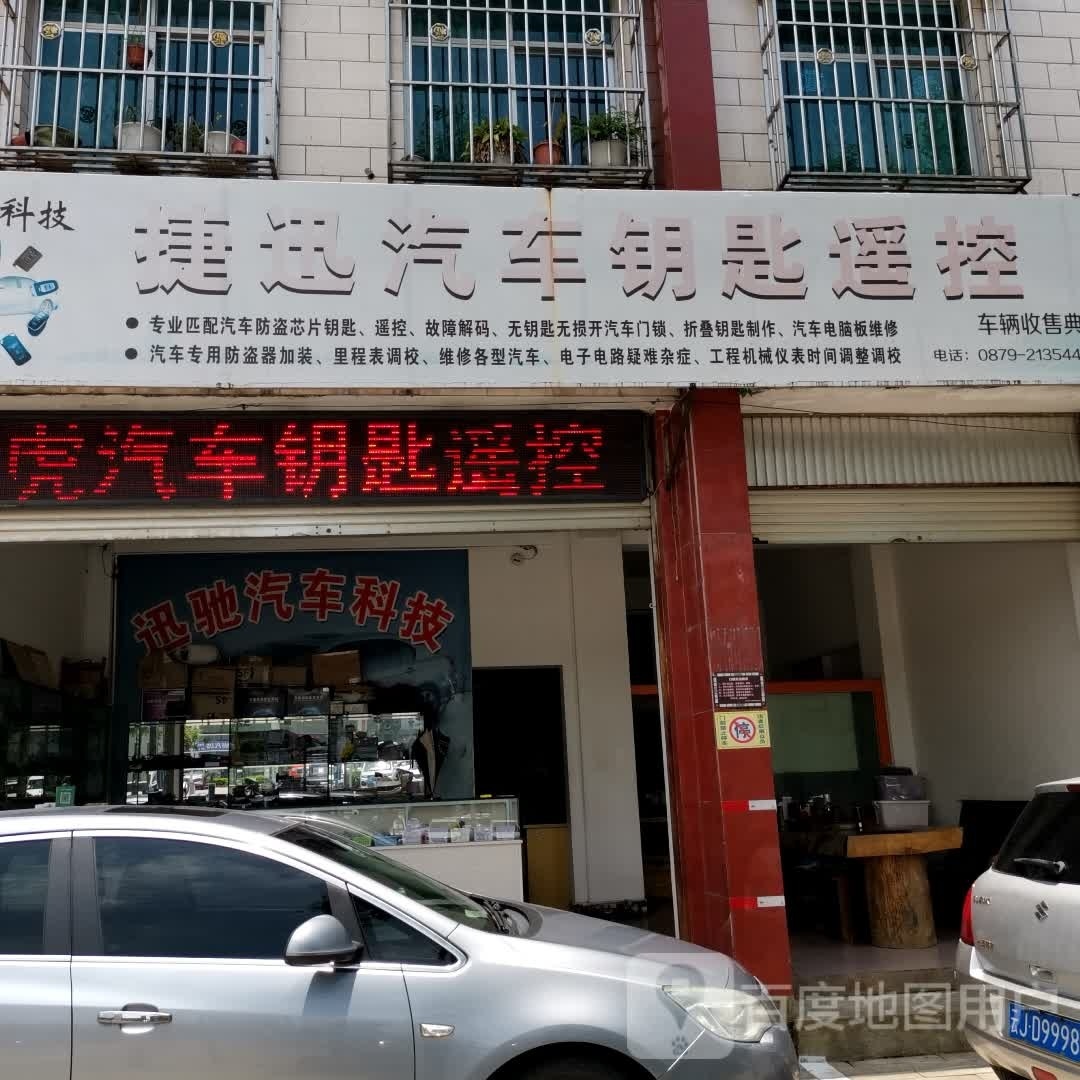 科技
捷迅汽车钥匙遥控
● 专业匹配汽车防盗芯片钥匙、遥控、故障解码、无钥匙无损开汽车门锁、折叠钥匙制作、汽车电脑板维修
● 汽车专用防盗器加装、里程表调校、维修各型汽车、电子电路疑难杂症、工程机械仪表时间调整调校
车辆收售典
电话：0879-213544
虎汽车钥匙遥控
迅驰汽车科技
停
云J·D9998
百度地图用户